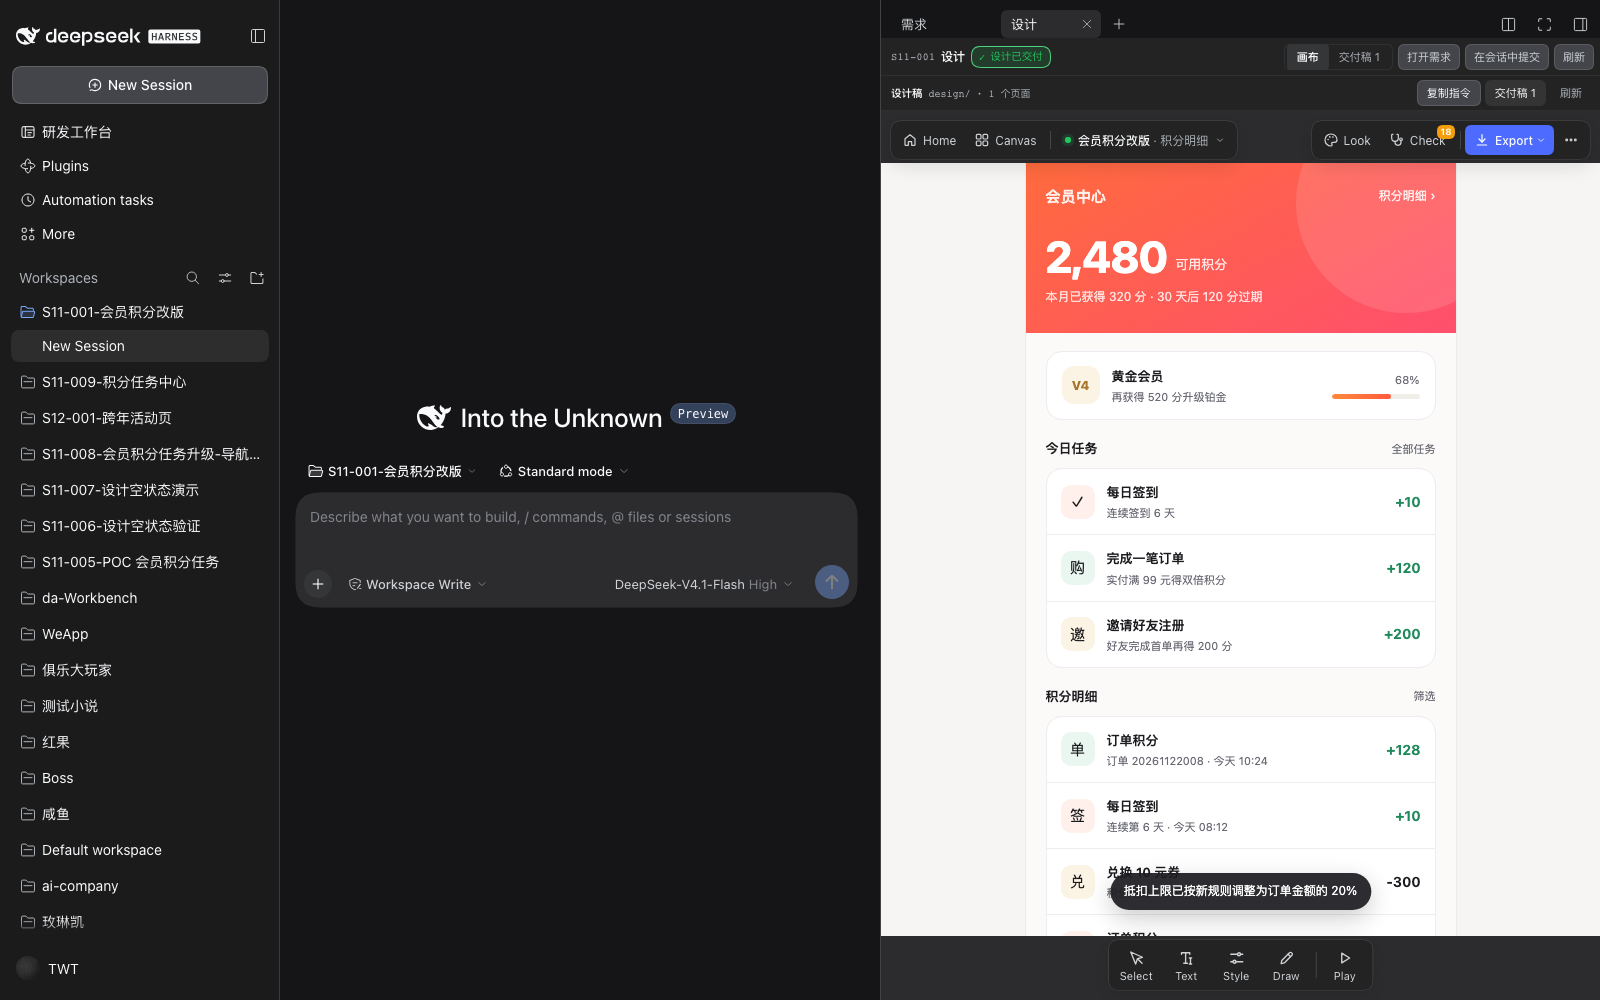 deepseek HARNESS
New Session
研发工作台
Plugins
Automation tasks
More
Workspaces
S11-001-会员积分改版
New Session
S11-009-积分任务中心
S12-001-跨年活动页
S11-008-会员积分任务升级-导航...
S11-007-设计空状态演示
S11-006-设计空状态验证
S11-005-POC 会员积分任务
da-Workbench
WeApp
俱乐大玩家
测试小说
红果
Boss
咸鱼
Default workspace
ai-company
玫琳凯
TWT
Into the Unknown Preview
S11-001-会员积分改版 Standard mode
Describe what you want to build, / commands, @ files or sessions
Workspace Write DeepSeek-V4.1-Flash High
需求 设计
S11-001 设计 ✓ 设计已交付 画布 交付稿 1 打开需求 在会话中提交 刷新
设计稿 design/ · 1 个页面 复制指令 交付稿 1 刷新
Home Canvas 会员积分改版 · 积分明细 Look Check 18 Export
会员中心 积分明细 ›
2,480 可用积分
本月已获得 320 分 · 30 天后 120 分过期
V4 黄金会员 68%
再获得 520 分升级铂金
今日任务 全部任务
每日签到 +10
连续签到 6 天
购 完成一笔订单 +120
实付满 99 元得双倍积分
邀 邀请好友注册 +200
好友完成首单再得 200 分
积分明细 筛选
单 订单积分 +128
订单 20261122008 · 今天 10:24
签 每日签到 +10
连续第 6 天 · 今天 08:12
兑 兑换 10 元券 -300
抵扣上限已按新规则调整为订单金额的 20%
订单积分
Select Text Style Draw Play